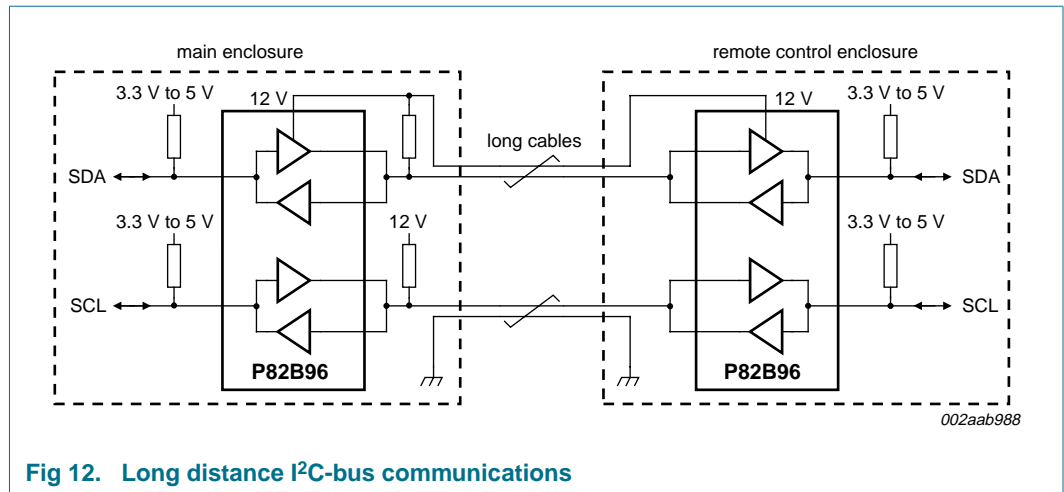 main enclosure
remote control enclosure
3.3 V to 5 V
12 V
12 V
3.3 V to 5 V
long cables
SDA
SDA
3.3 V to 5 V
12 V
3.3 V to 5 V
SCL
SCL
P82B96
P82B96
002aab988
Fig 12. Long distance I²C-bus communications